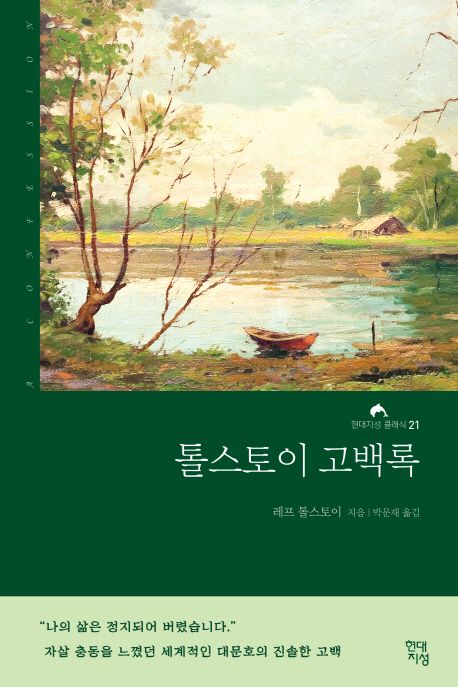 A CONFESSION
현대지성 클래식 21
톨스토이 고백록
레프 톨스토이 지음 | 박문재 옮김
“나의 삶은 정지되어 버렸습니다.”
자살 충동을 느꼈던 세계적인 대문호의 진솔한 고백
현대
지성